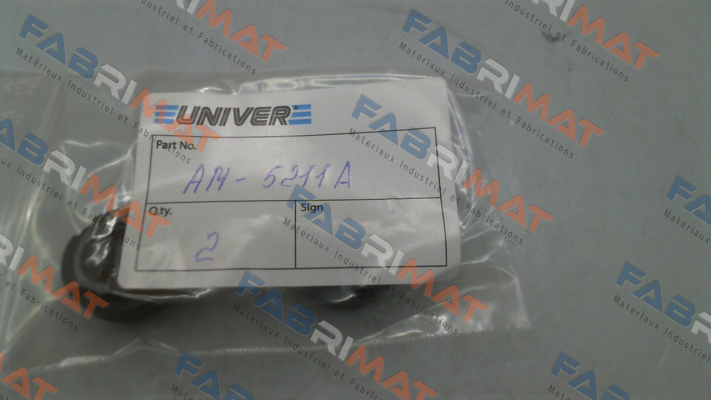 UNIVER
Part No.
AM-5211A
Q.ty.
Sign
2
FABRIMAT
Matériaux Industriel et Fabrications